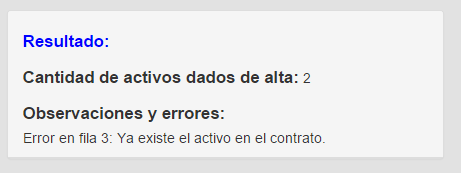 Resultado:
Cantidad de activos dados de alta: 2
Observaciones y errores:
Error en fila 3: Ya existe el activo en el contrato.